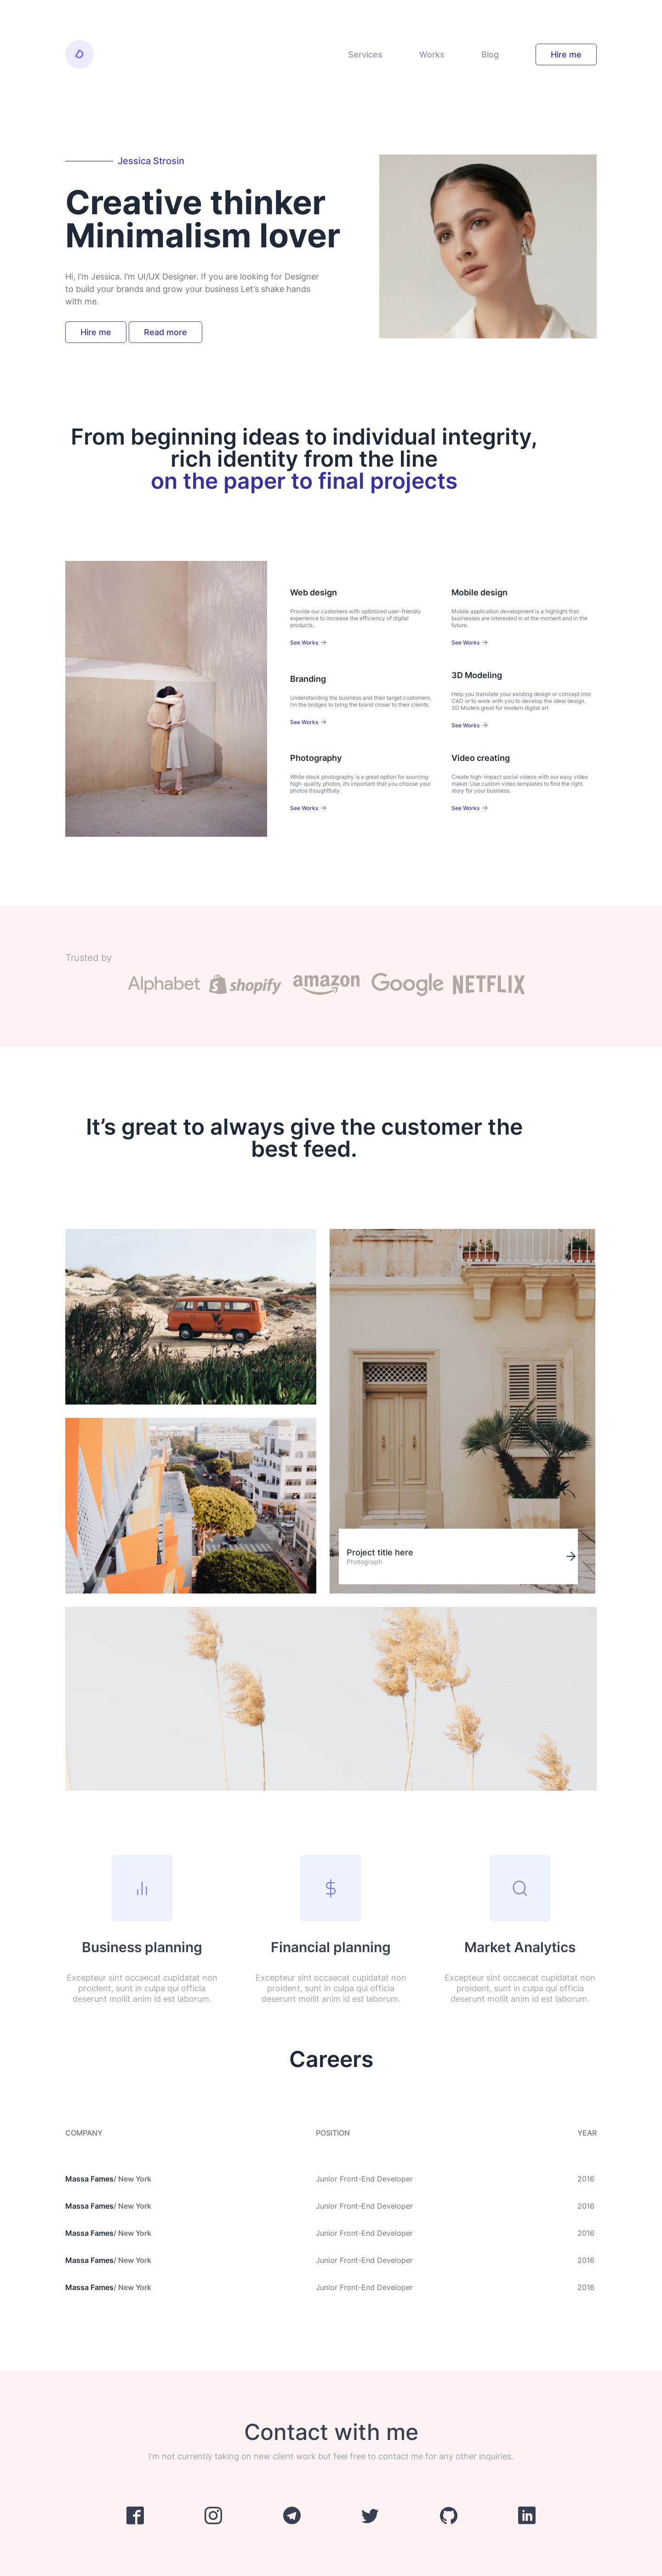 Services
Works
Blog
Hire me
Jessica Strosin
Creative thinker
Minimalism lover
Hi, I'm Jessica. I'm UI/UX Designer. If you are looking for Designer
to build your brands and grow your business Let's shake hands
with me.
Hire me
Read more
From beginning ideas to individual integrity,
rich identity from the line
on the paper to final projects
Web design
Provide our customers with optimized user-friendly
experience to increase the efficiency of digital
products.
See Works
Mobile design
Mobile application development is a highlight that
businesses are interested in at the moment and in the
future.
See Works
Branding
Understanding the business and their target customers,
I'm the bridges to bring the brand closer to their clients.
See Works
3D Modeling
Help you translate your existing design or concept into
CAD or to work with you to develop the ideal design.
3D Models great for modern digital art
See Works
Photography
While stock photography is a great option for sourcing
high-quality photos, it's important that you choose your
photos thoughtfully.
See Works
Video creating
Create high-impact social videos with our easy video
maker. Use custom video templates to find the right
story for your business.
See Works
Trusted by
Alphabet
shopify
amazon
Google
NETFLIX
It's great to always give the customer the
best feed.
Project title here
Photograph
Business planning
Excepteur sint occaecat cupidatat non
proident, sunt in culpa qui officia
deserunt mollit anim id est laborum.
Financial planning
Excepteur sint occaecat cupidatat non
proident, sunt in culpa qui officia
deserunt mollit anim id est laborum.
Market Analytics
Excepteur sint occaecat cupidatat non
proident, sunt in culpa qui officia
deserunt mollit anim id est laborum.
Careers
COMPANY POSITION YEAR
Massa Fames/ New York Junior Front-End Developer 2016
Massa Fames/ New York Junior Front-End Developer 2016
Massa Fames/ New York Junior Front-End Developer 2016
Massa Fames/ New York Junior Front-End Developer 2016
Massa Fames/ New York Junior Front-End Developer 2016
Contact with me
I'm not currently taking on new client work but feel free to contact me for any other inquiries.